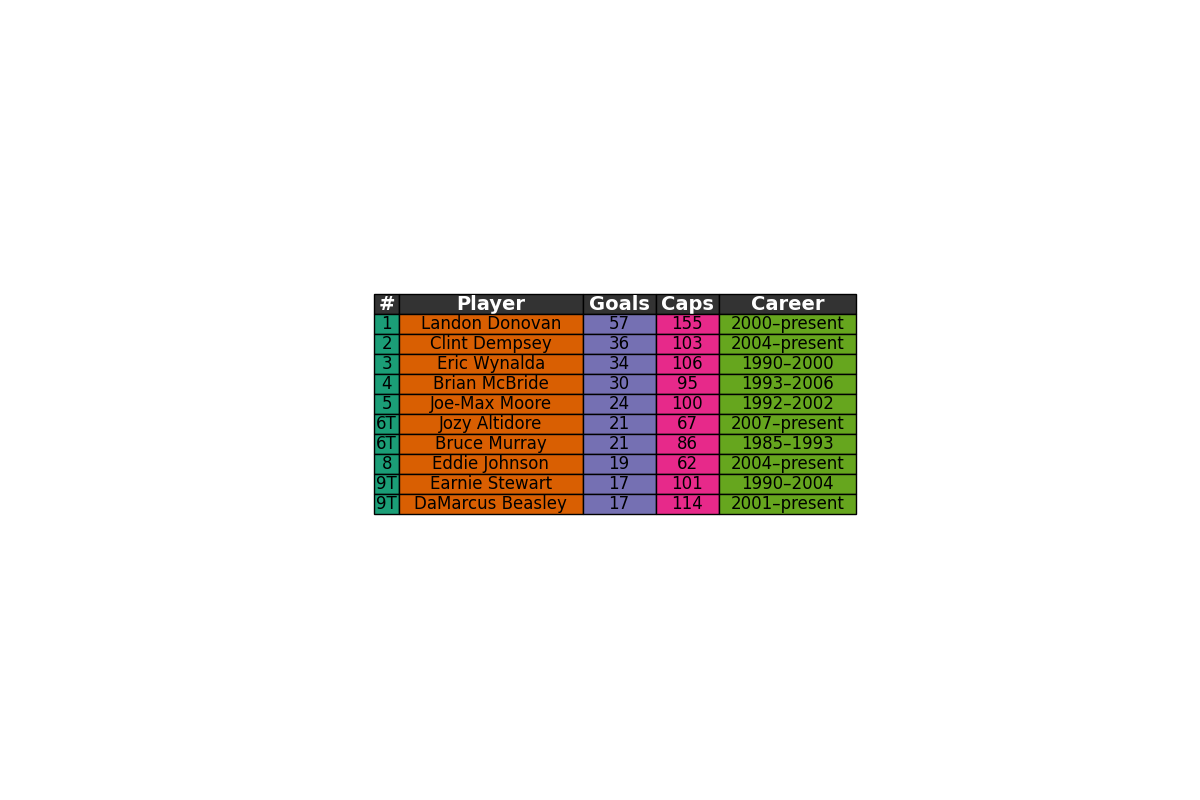 # Player Goals Caps Career
1 Landon Donovan 57 155 2000–present
2 Clint Dempsey 36 103 2004–present
3 Eric Wynalda 34 106 1990–2000
4 Brian McBride 30 95 1993–2006
5 Joe-Max Moore 24 100 1992–2002
6T Jozy Altidore 21 67 2007–present
6T Bruce Murray 21 86 1985–1993
8 Eddie Johnson 19 62 2004–present
9T Earnie Stewart 17 101 1990–2004
9T DaMarcus Beasley 17 114 2001–present